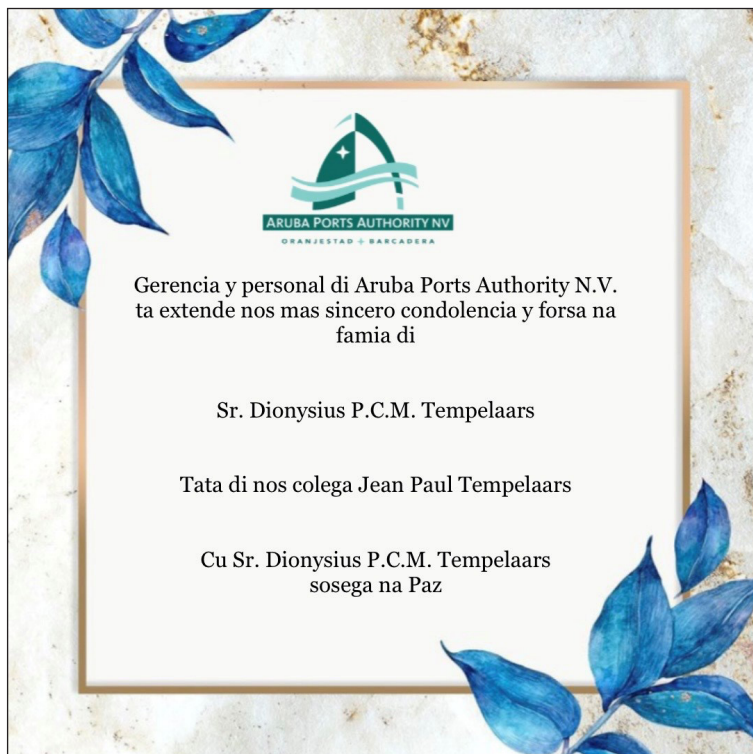 ARUBA PORTS AUTHORITY NV
ORANJESTAD + BARCADERA
Gerencia y personal di Aruba Ports Authority N.V.
ta extende nos mas sincero condolencia y forsa na
famia di
Sr. Dionysius P.C.M. Tempelaars
Tata di nos colega Jean Paul Tempelaars
Cu Sr. Dionysius P.C.M. Tempelaars
sosega na Paz